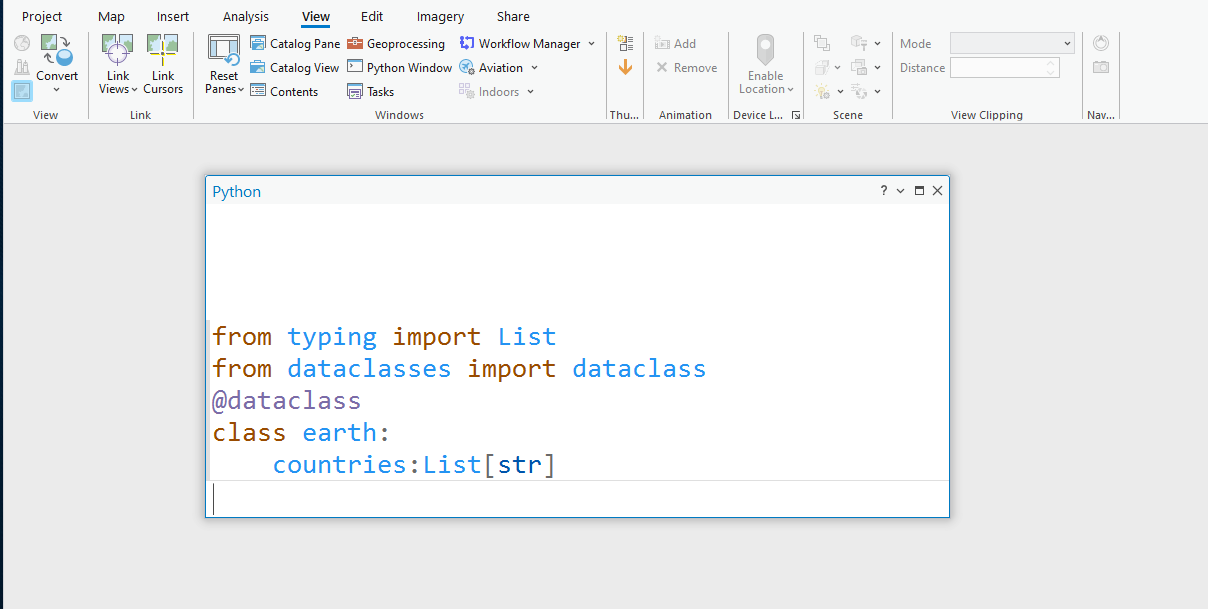 Project Map Insert Analysis View Edit Imagery Share
Convert
View
Link Views
Link Cursors
Link
Reset Panes
Catalog Pane Geoprocessing Workflow Manager
Catalog View Python Window Aviation
Contents Tasks Indoors
Windows
Thu...
Add
Remove
Animation
Enable Location
Device L...
Scene
Mode
Distance
View Clipping
Nav...
Python ?
from typing import List
from dataclasses import dataclass
@dataclass
class earth:
    countries:List[str]